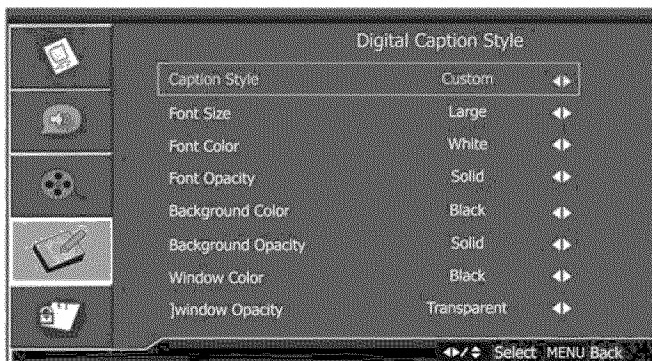 Digital Caption Style
Caption Style Custom
Font Size Large
Font Color White
Font Opacity Solid
Background Color Black
Background Opacity Solid
Window Color Black
]window Opacity Transparent
Select MENU Back